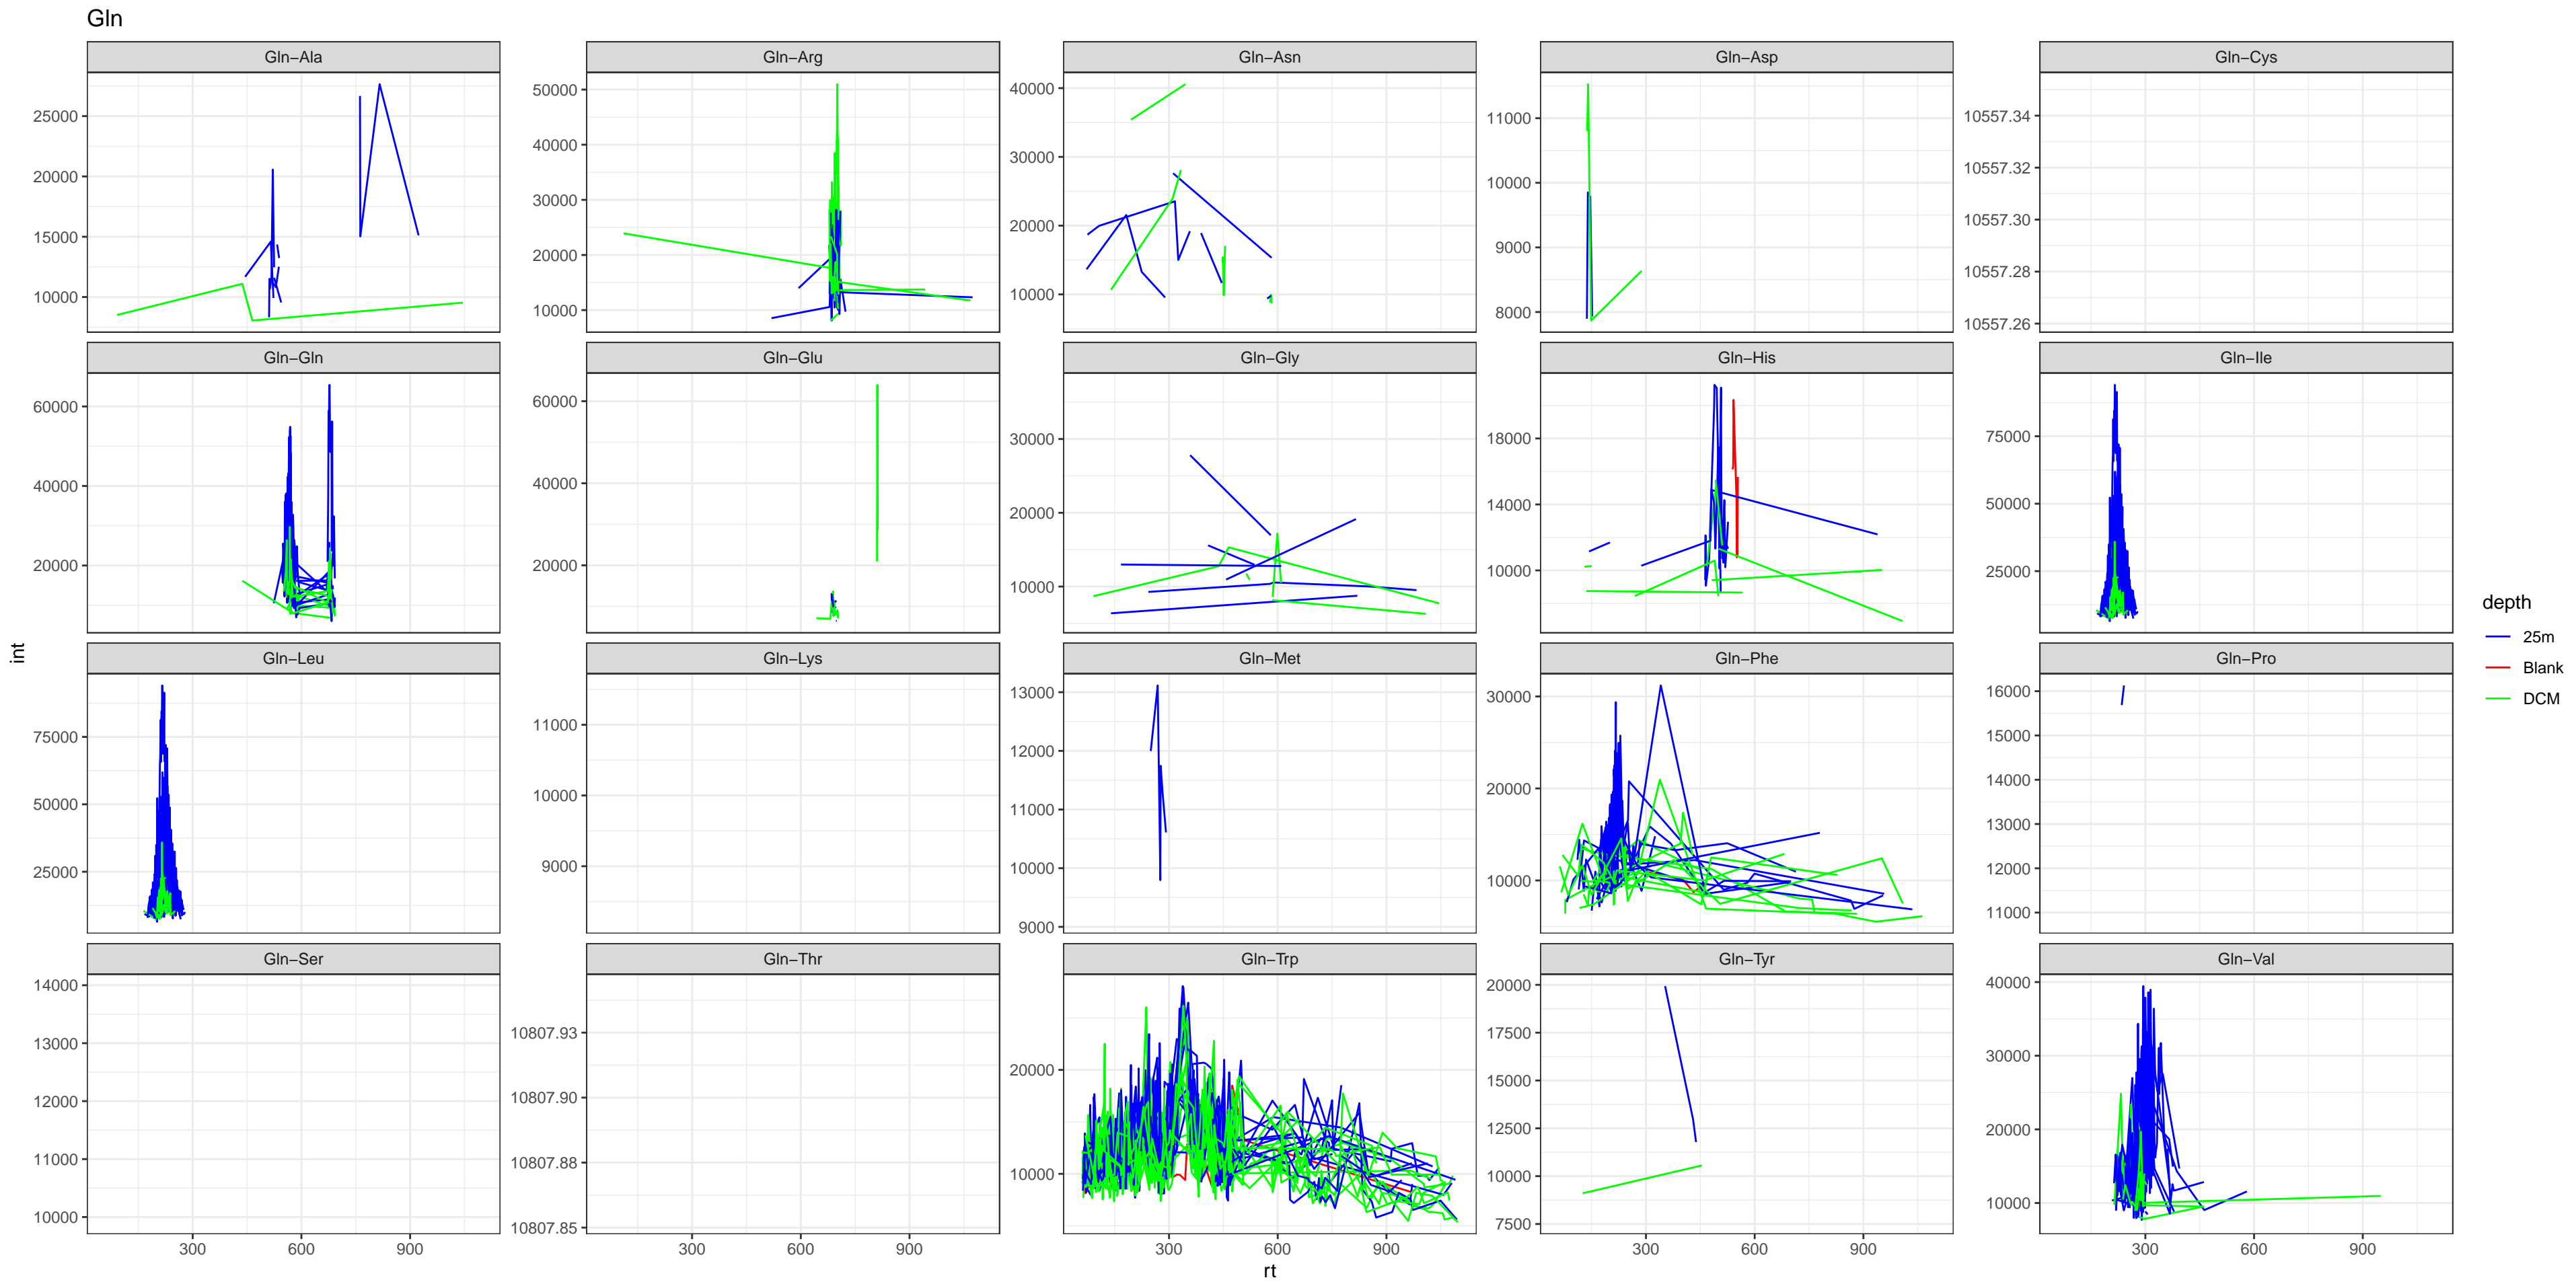 Gln
Gln−Ala Gln−Arg Gln−Asn Gln−Asp Gln−Cys
25000 20000 15000 10000
50000 40000 30000 20000 10000
40000 30000 20000 10000
11000 10000 9000 8000
10557.34 10557.32 10557.30 10557.28 10557.26
Gln−Gln Gln−Glu Gln−Gly Gln−His Gln−Ile
60000 40000 20000
60000 40000 20000
30000 20000 10000
18000 14000 10000
75000 50000 25000
Gln−Leu Gln−Lys Gln−Met Gln−Phe Gln−Pro
75000 50000 25000
11000 10000 9000
13000 12000 11000 10000 9000
30000 20000 10000
16000 15000 14000 13000 12000 11000
Gln−Ser Gln−Thr Gln−Trp Gln−Tyr Gln−Val
14000 13000 12000 11000 10000
10807.93 10807.90 10807.88 10807.85
20000 10000
20000 17500 15000 12500 10000 7500
40000 30000 20000 10000
300 600 900 300 600 900 300 600 900 300 600 900 300 600 900
rt
int
depth
25m
Blank
DCM